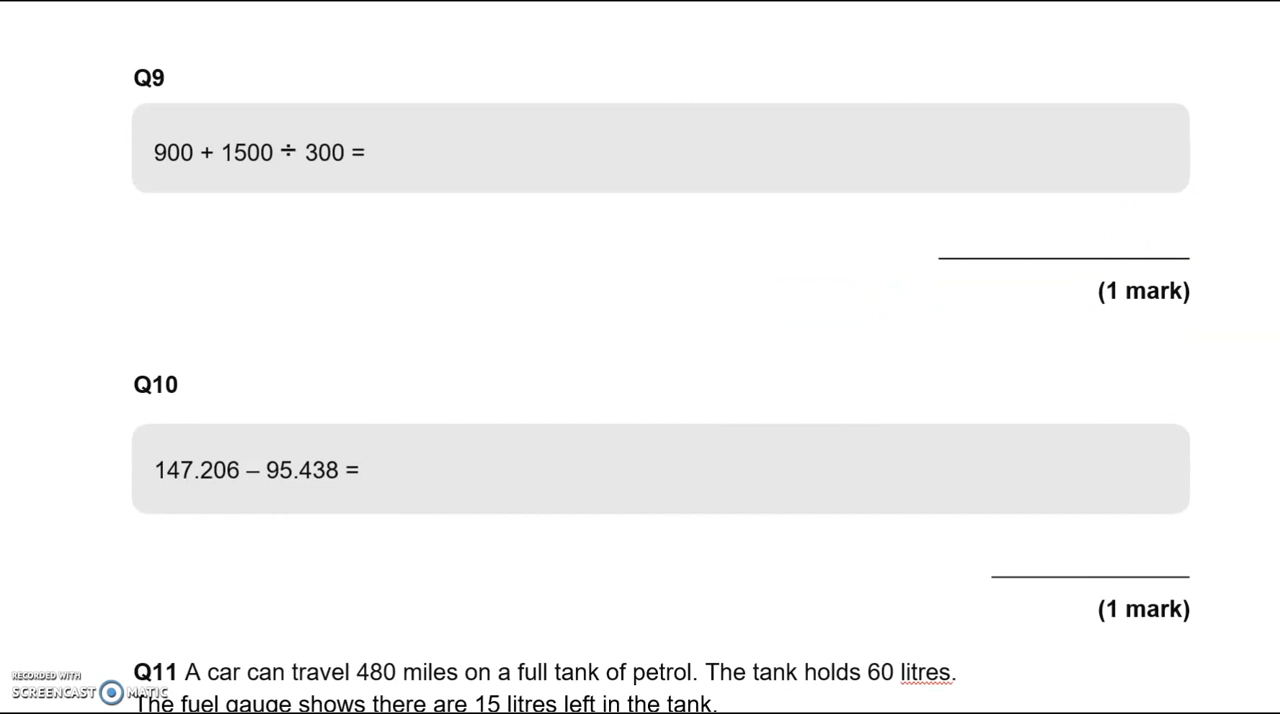 Q9
900 + 1500 ÷ 300 =
(1 mark)
Q10
147.206 – 95.438 =
(1 mark)
Q11 A car can travel 480 miles on a full tank of petrol. The tank holds 60 litres.
The fuel gauge shows there are 15 litres left in the tank.
RECORDED WITH
SCREENCAST MATIC